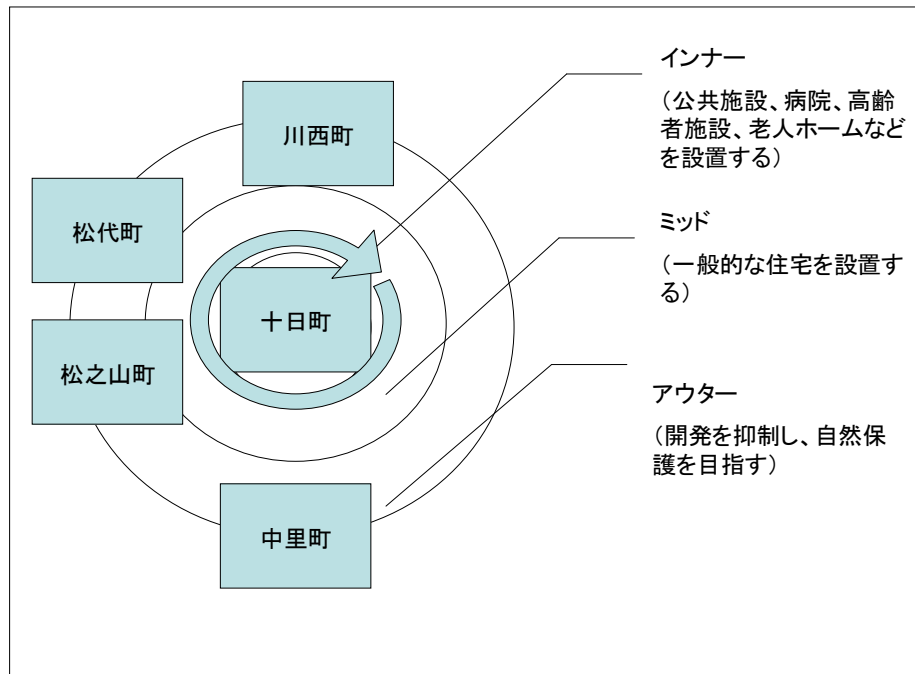 川西町
松代町
十日町
松之山町
中里町
インナー
（公共施設、病院、高齢
者施設、老人ホームなど
を設置する）
ミッド
（一般的な住宅を設置す
る）
アウター
（開発を抑制し、自然保
護を目指す）